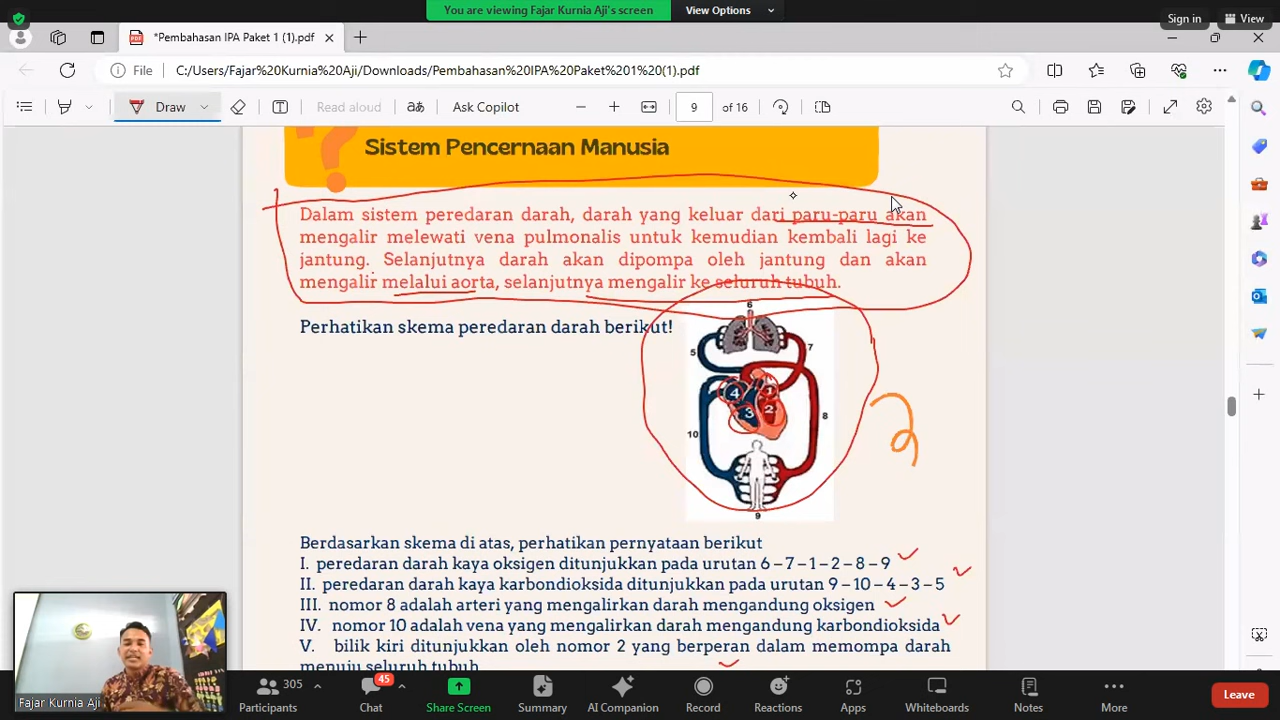 You are viewing Fajar Kurnia Aji's screen
View Options
Sign in
View
*Pembahasan IPA Paket 1 (1).pdf
File
C:/Users/Fajar%20Kurnia%20Aji/Downloads/Pembahasan%20IPA%20Paket%201%20(1).pdf
Draw
Read aloud
aあ
Ask Copilot
9
of 16
?
Sistem Pencernaan Manusia
Dalam sistem peredaran darah, darah yang keluar dari paru-paru akan
mengalir melewati vena pulmonalis untuk kemudian kembali lagi ke
jantung. Selanjutnya darah akan dipompa oleh jantung dan akan
mengalir melalui aorta, selanjutnya mengalir ke seluruh tubuh.
Perhatikan skema peredaran darah berikut!
6
5
7
4
1
3
2
8
10
9
Berdasarkan skema di atas, perhatikan pernyataan berikut
I. peredaran darah kaya oksigen ditunjukkan pada urutan 6 – 7 – 1 – 2 – 8 – 9
II. peredaran darah kaya karbondioksida ditunjukkan pada urutan 9 – 10 – 4 – 3 – 5
III. nomor 8 adalah arteri yang mengalirkan darah mengandung oksigen
IV. nomor 10 adalah vena yang mengalirkan darah mengandung karbondioksida
V. bilik kiri ditunjukkan oleh nomor 2 yang berperan dalam memompa darah
menuju seluruh tubuh
Fajar Kurnia Aji
305
Participants
45
Chat
Share Screen
Summary
AI Companion
Record
Reactions
Apps
Whiteboards
Notes
More
Leave